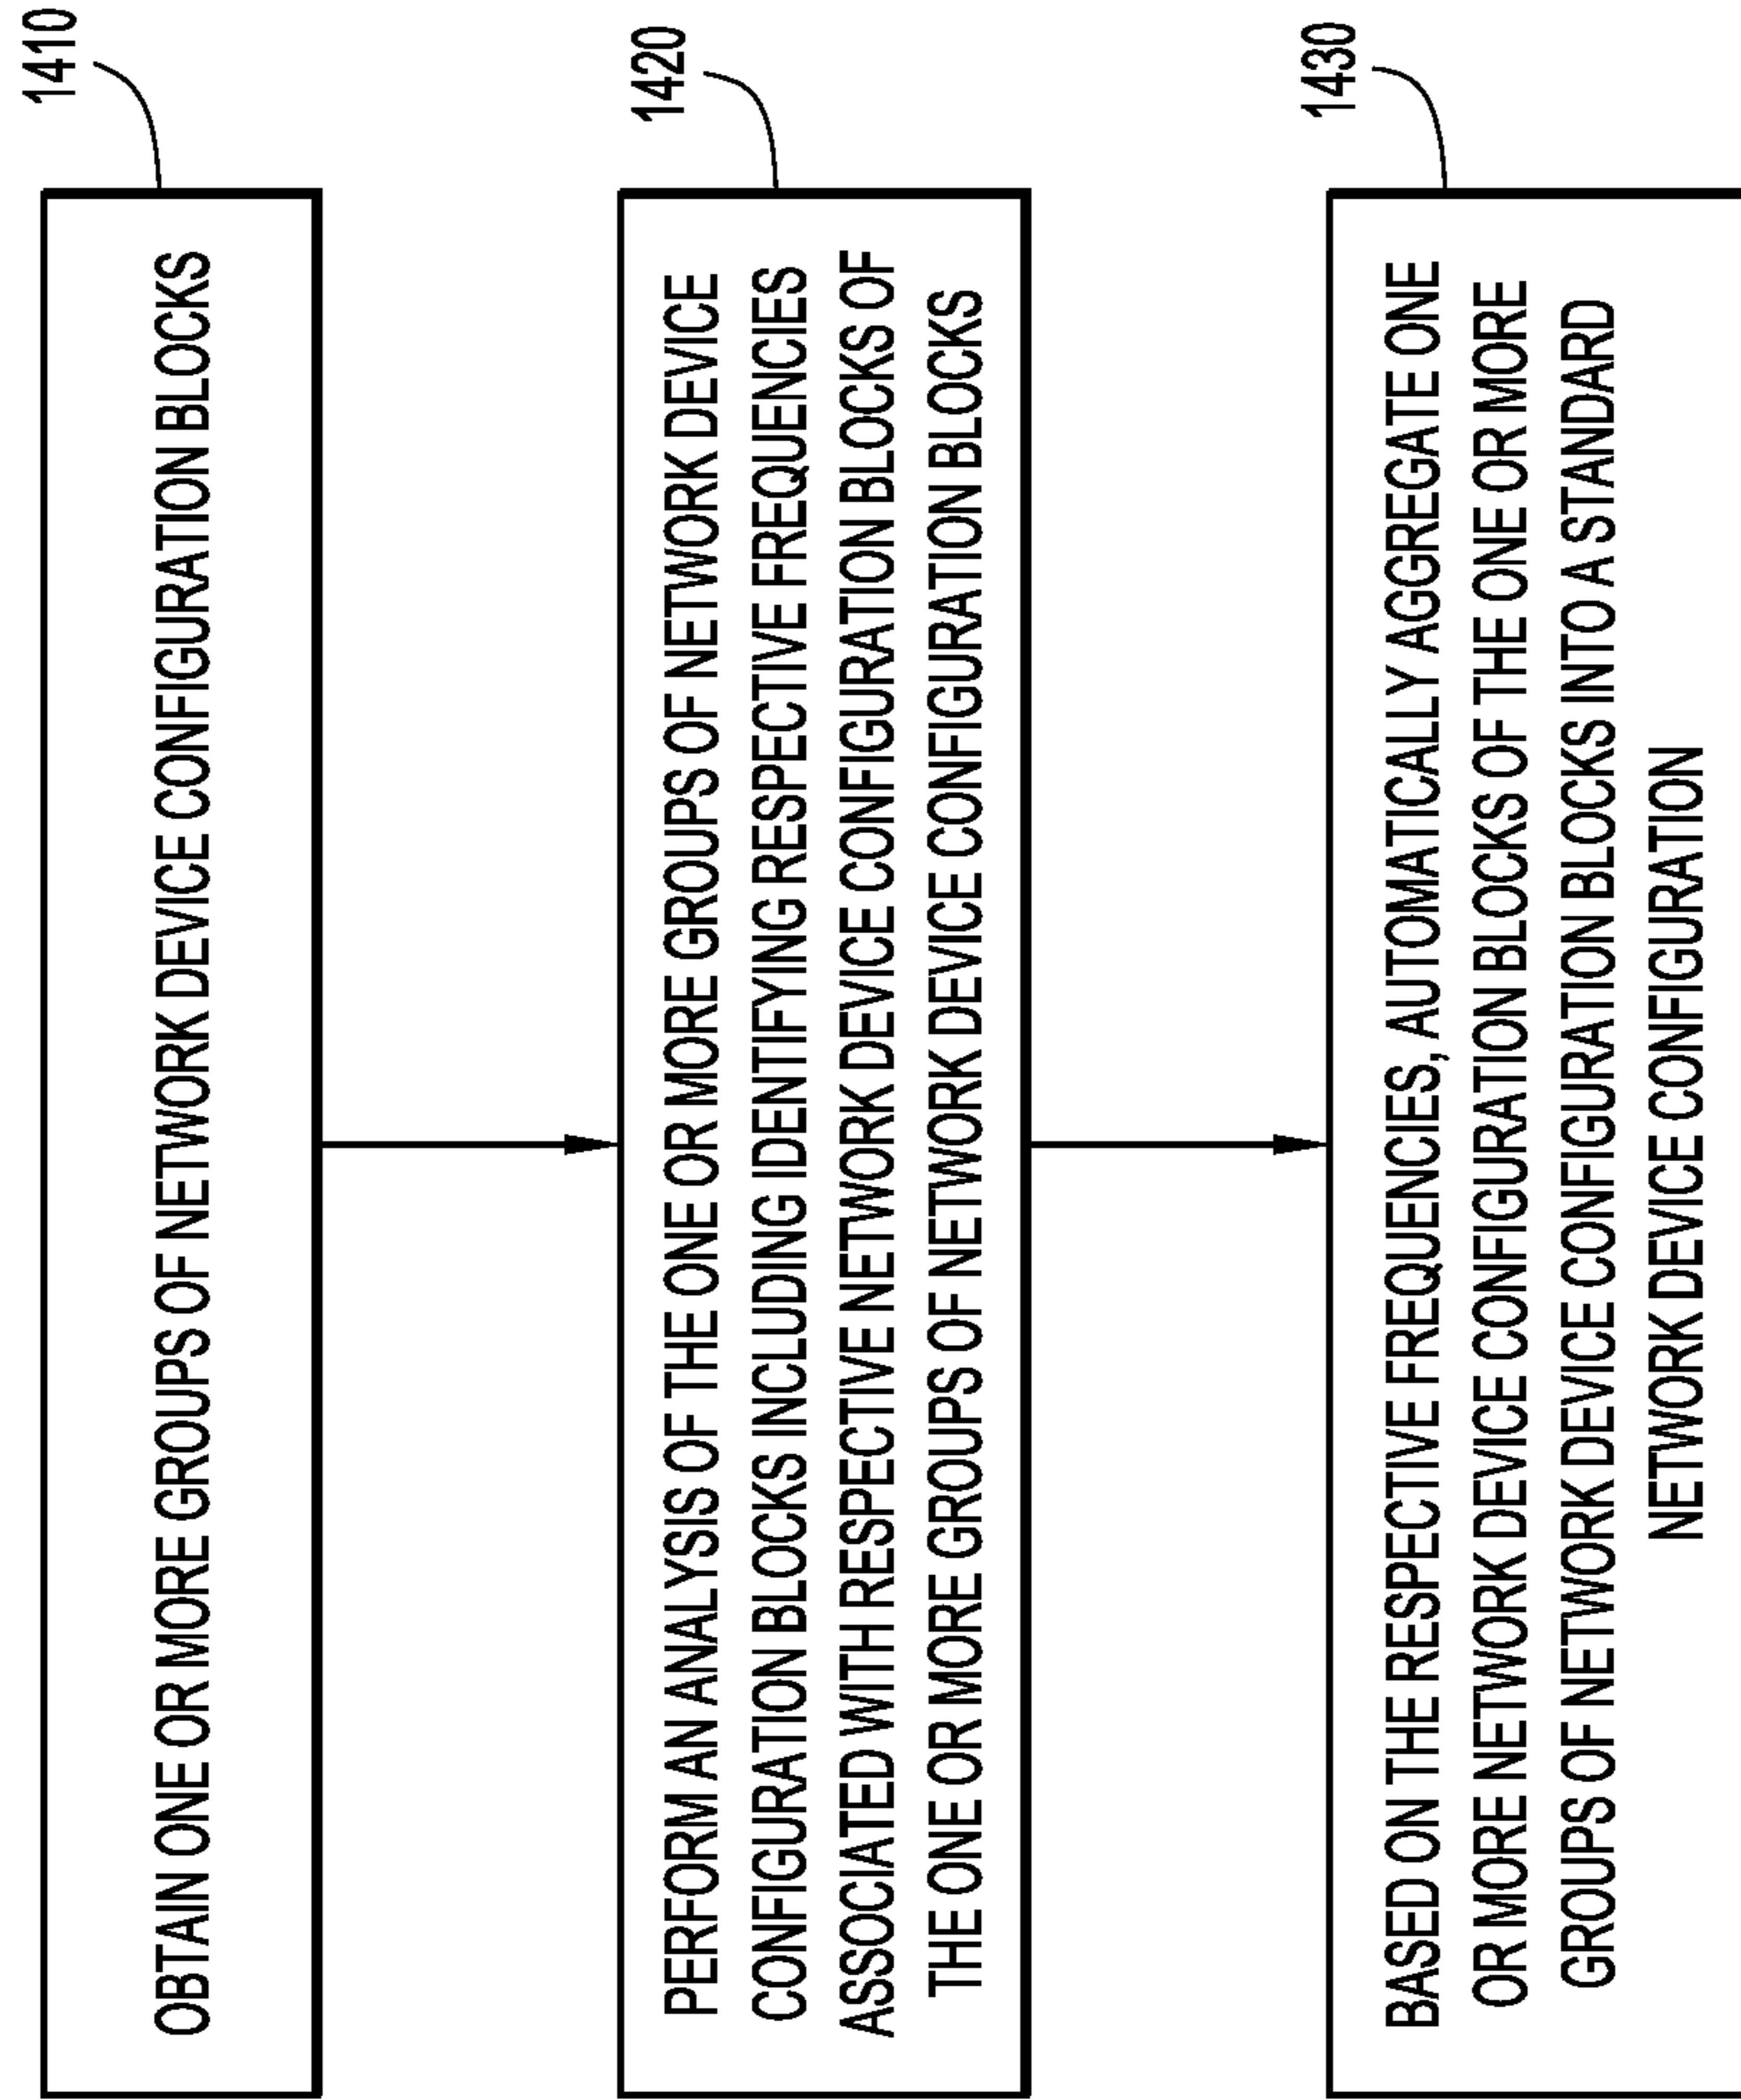 1410
OBTAIN ONE OR MORE GROUPS OF NETWORK DEVICE CONFIGURATION BLOCKS
1420
PERFORM AN ANALYSIS OF THE ONE OR MORE GROUPS OF NETWORK DEVICE
CONFIGURATION BLOCKS INCLUDING IDENTIFYING RESPECTIVE FREQUENCIES
ASSOCIATED WITH RESPECTIVE NETWORK DEVICE CONFIGURATION BLOCKS OF
THE ONE OR MORE GROUPS OF NETWORK DEVICE CONFIGURATION BLOCKS
1430
BASED ON THE RESPECTIVE FREQUENCIES, AUTOMATICALLY AGGREGATE ONE
OR MORE NETWORK DEVICE CONFIGURATION BLOCKS OF THE ONE OR MORE
GROUPS OF NETWORK DEVICE CONFIGURATION BLOCKS INTO A STANDARD
NETWORK DEVICE CONFIGURATION